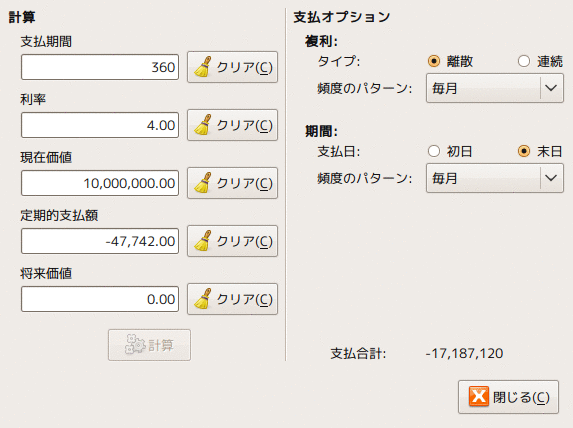 計算
支払期間
360 クリア(C)
利率
4.00 クリア(C)
現在価値
10,000,000.00 クリア(C)
定期的支払額
-47,742.00 クリア(C)
将来価値
0.00 クリア(C)
計算
支払オプション
複利:
タイプ: 離散 連続
頻度のパターン: 毎月
期間:
支払日: 初日 末日
頻度のパターン: 毎月
支払合計: -17,187,120
閉じる(C)